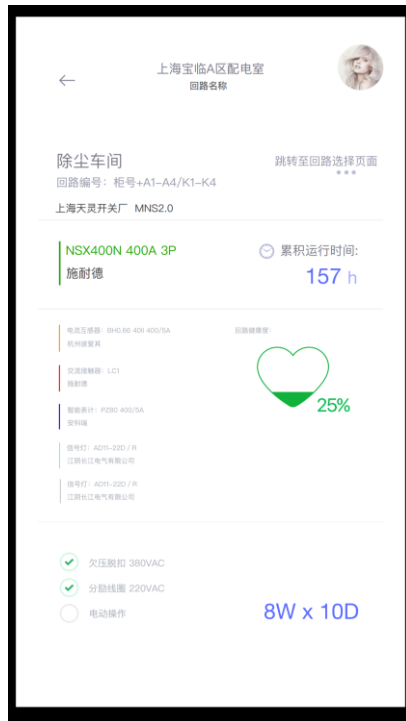 上海宝临A区配电室
回路名称
除尘车间
跳转至回路选择页面
回路编号：柜号+A1-A4/K1-K4
上海天灵开关厂 MNS2.0
NSX400N 400A 3P
施耐德
累积运行时间:
157 h
电流互感器：BH0.66 40II 400/5A
杭州彼爱其
交流接触器：LC1
施耐德
智能表计：PZ80 400/5A
安科瑞
信号灯：AD11-22D / R
江阴长江电气有限公司
信号灯：AD11-22D / R
江阴长江电气有限公司
回路健康度：
25%
欠压脱扣 380VAC
分励线圈 220VAC
电动操作
8W x 10D